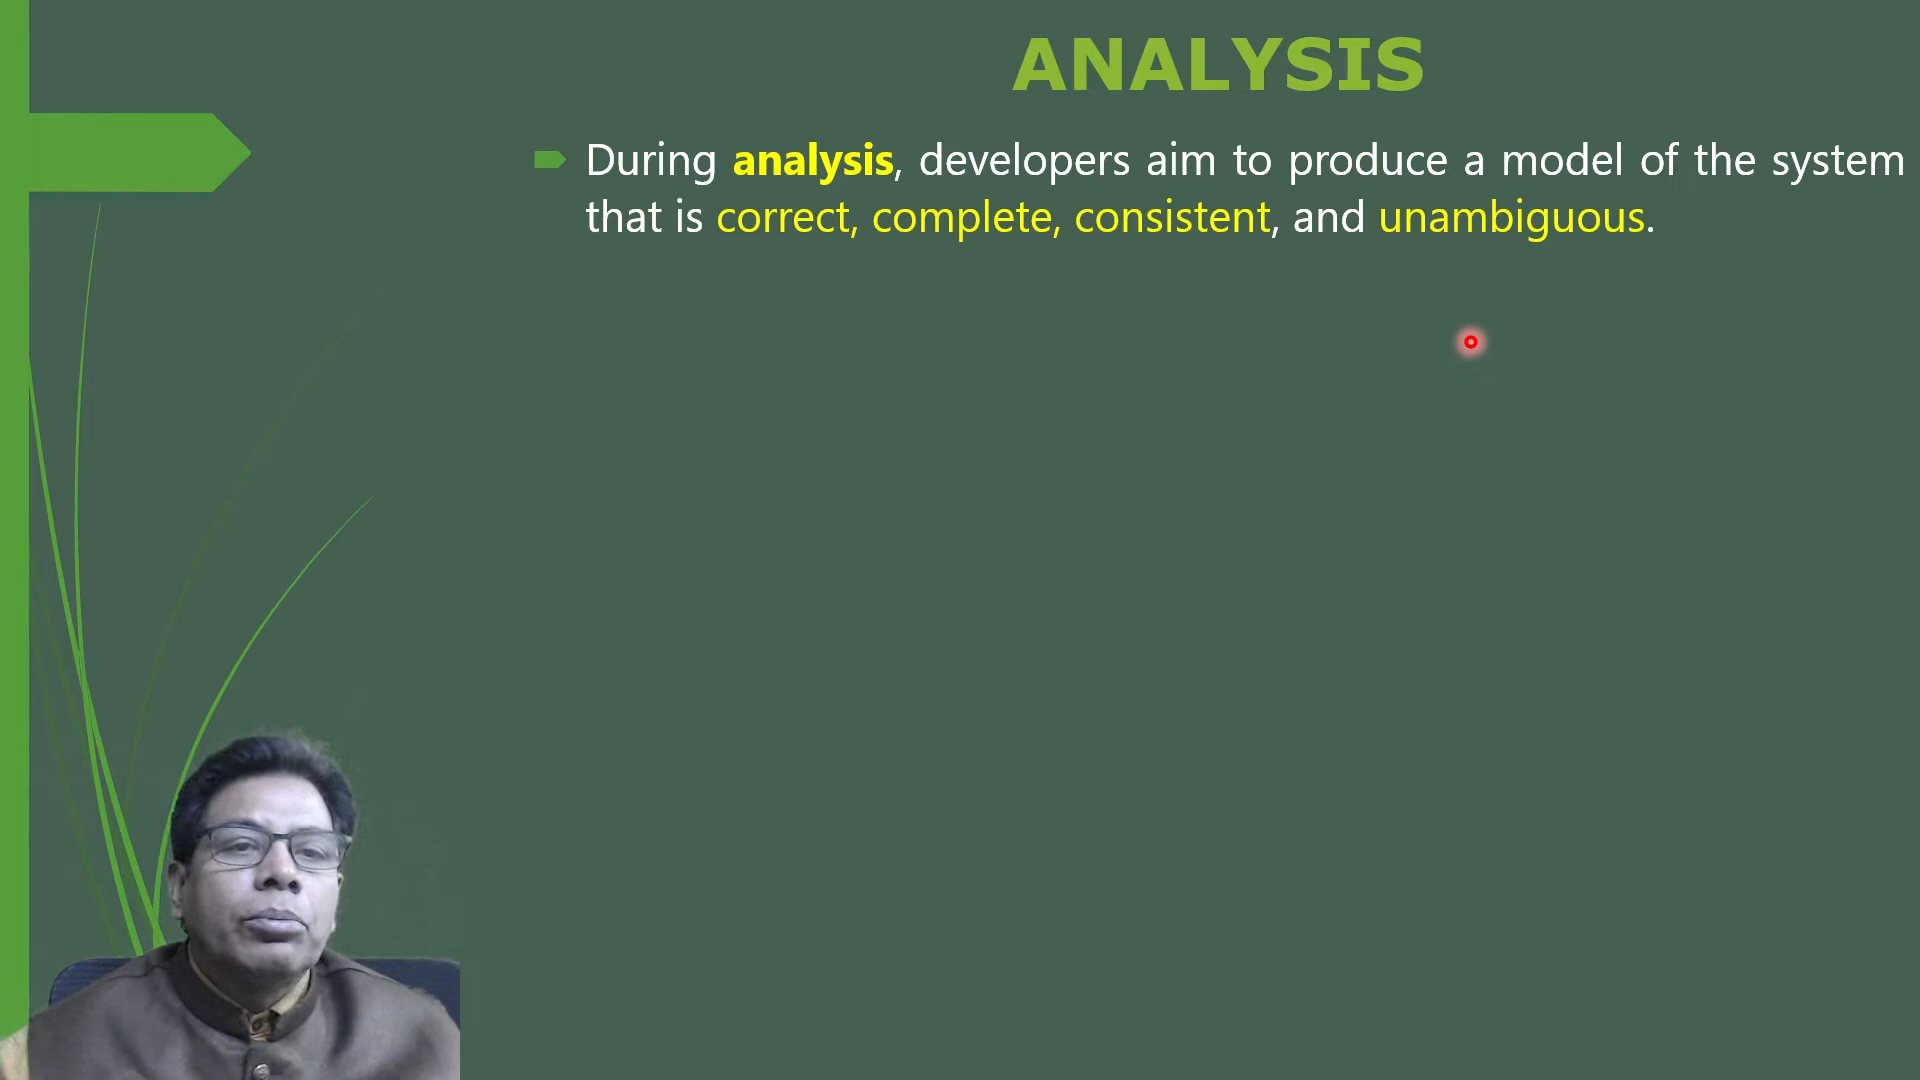 ANALYSIS
During analysis, developers aim to produce a model of the system
that is correct, complete, consistent, and unambiguous.